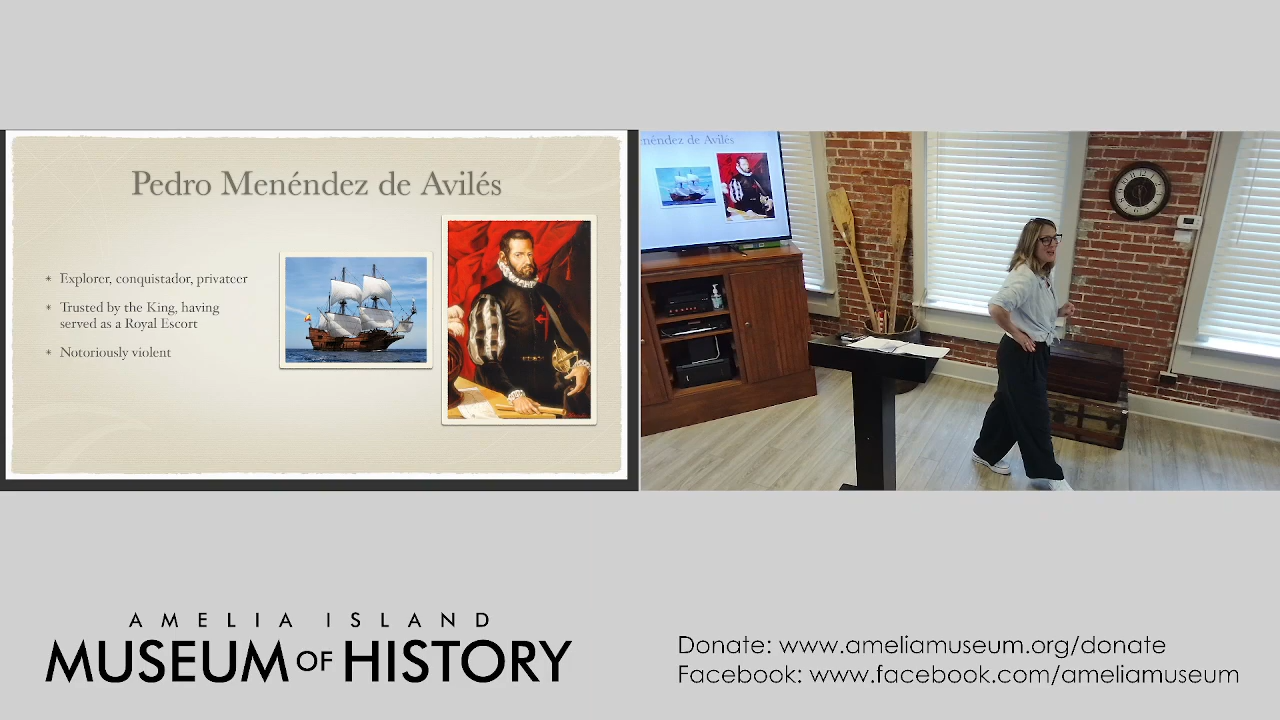 Pedro Menéndez de Avilés
* Explorer, conquistador, privateer
* Trusted by the King, having
served as a Royal Escort
* Notoriously violent
néndez de Avilés
AMELIA ISLAND
MUSEUM OF HISTORY
Donate: www.ameliamuseum.org/donate
Facebook: www.facebook.com/ameliamuseum